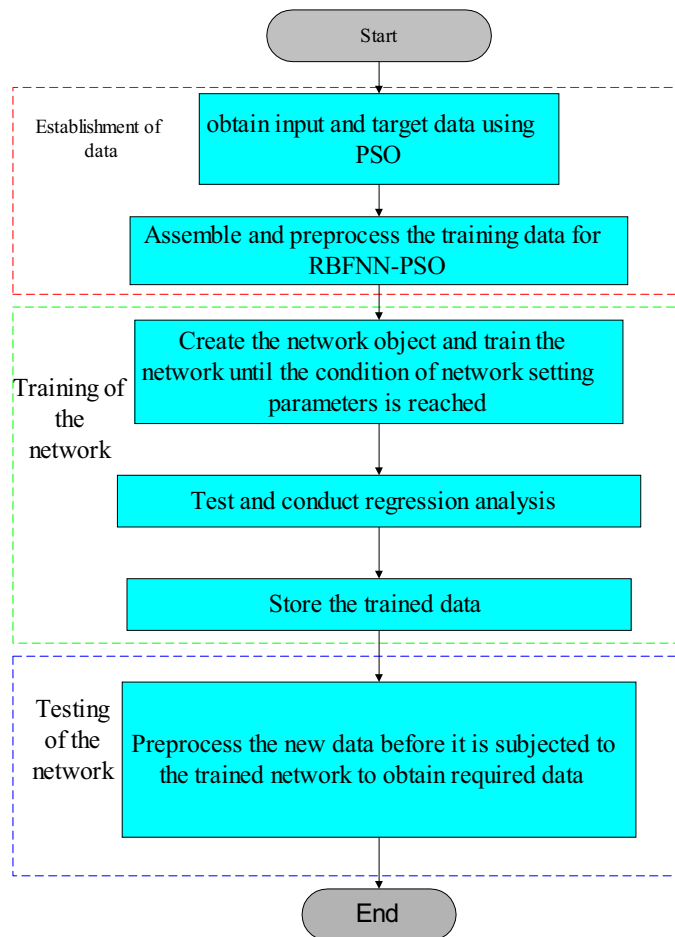 Start
Establishment of
data
obtain input and target data using
PSO
Assemble and preprocess the training data for
RBFNN-PSO
Training of
the
network
Create the network object and train the
network until the condition of network setting
parameters is reached
Test and conduct regression analysis
Store the trained data
Testing
of the
network
Preprocess the new data before it is subjected to
the trained network to obtain required data
End